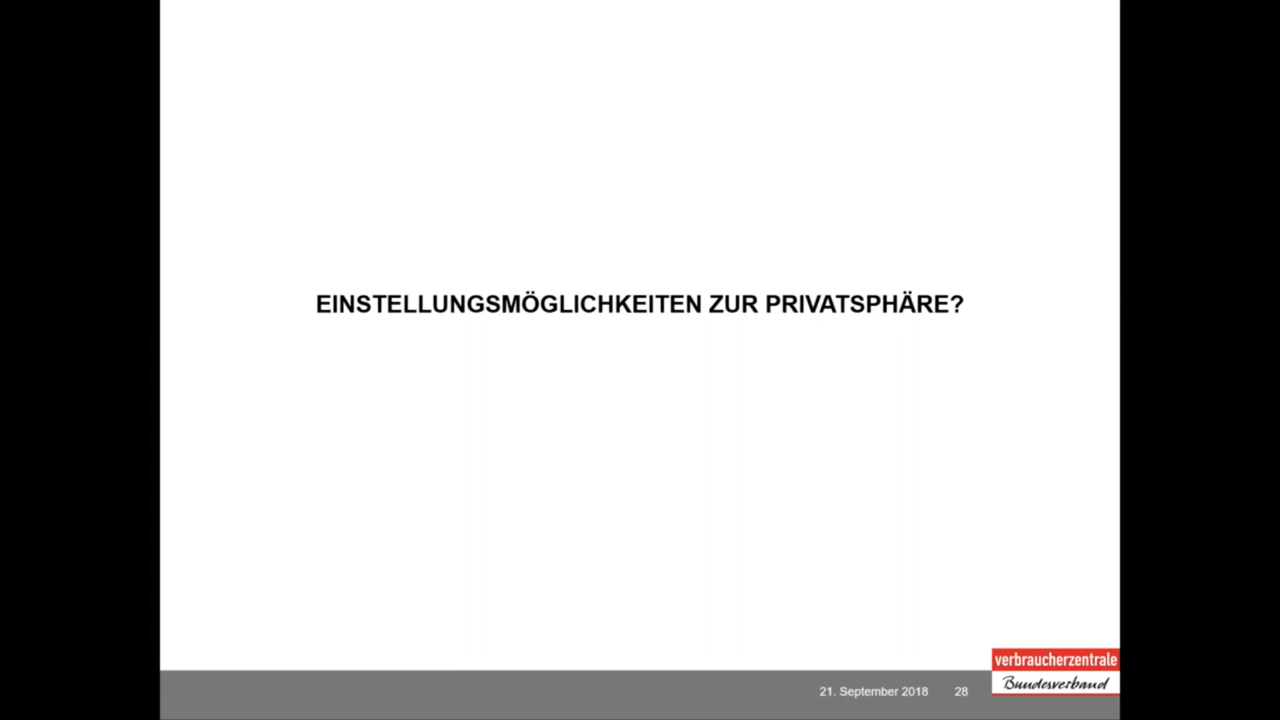 EINSTELLUNGSMÖGLICHKEITEN ZUR PRIVATSPHÄRE?
verbraucherzentrale
Bundesverband
21. September 2018 28